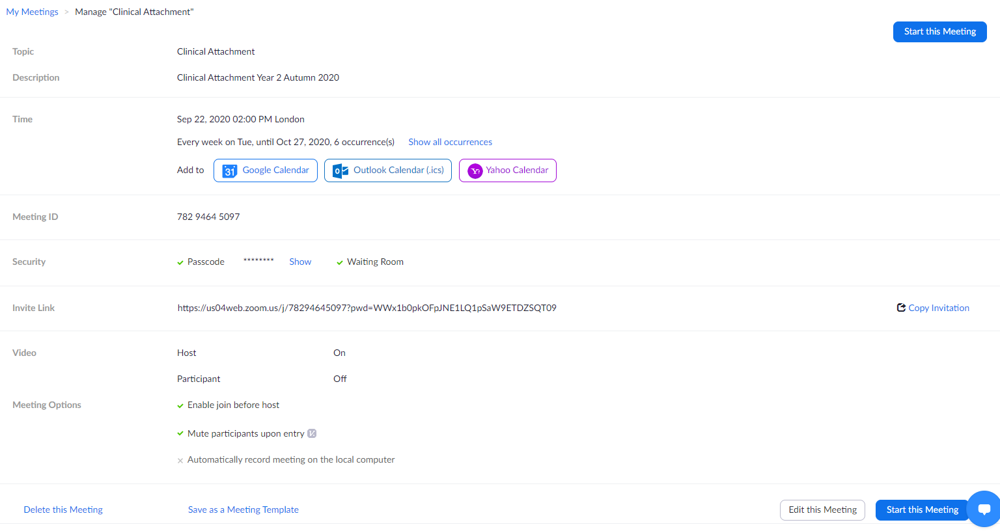 My Meetings > Manage "Clinical Attachment"
Start this Meeting
Topic Clinical Attachment
Description Clinical Attachment Year 2 Autumn 2020
Time Sep 22, 2020 02:00 PM London
Every week on Tue, until Oct 27, 2020, 6 occurrence(s) Show all occurrences
Add to 31 Google Calendar Outlook Calendar (.ics) Y! Yahoo Calendar
Meeting ID 782 9464 5097
Security Passcode ******** Show Waiting Room
Invite Link https://us04web.zoom.us/j/78294645097?pwd=WWx1b0pkOFpJNE1LQ1pSaW9ETDZSQT09 Copy Invitation
Video Host On
Participant Off
Meeting Options Enable join before host
Mute participants upon entry
Automatically record meeting on the local computer
Delete this Meeting Save as a Meeting Template Edit this Meeting Start this Meeting